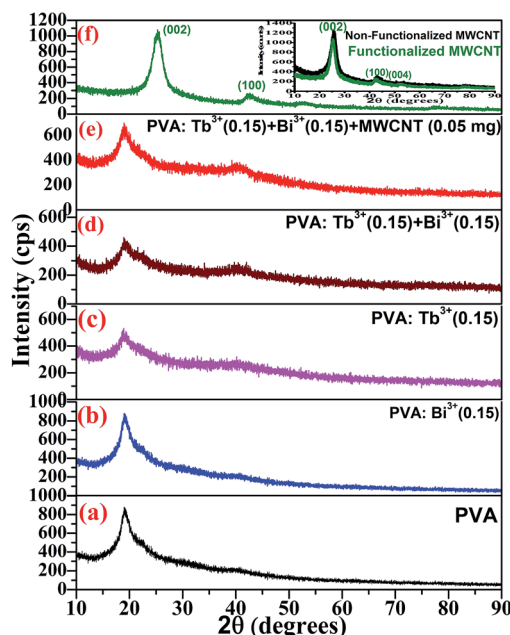 (f)
(002)
(100)
1200
1000
800
600
400
200
0
Intensity(counts)
1400
1200
1000
800
600
400
200
0
(002)
Non-Functionalized MWCNT
Functionalized MWCNT
(100)
(004)
10 20 30 40 50 60 70 80 90
2θ (degrees)
(e)
PVA: Tb³⁺(0.15)+Bi³⁺(0.15)+MWCNT (0.05 mg)
600
400
200
0
(d)
PVA: Tb³⁺(0.15)+Bi³⁺(0.15)
600
400
200
0
(c)
PVA: Tb³⁺(0.15)
600
400
200
0
(b)
PVA: Bi³⁺(0.15)
1000
800
600
400
200
(a)
PVA
1000
800
600
400
200
0
Intensity (cps)
10 20 30 40 50 60 70 80 90
2θ (degrees)